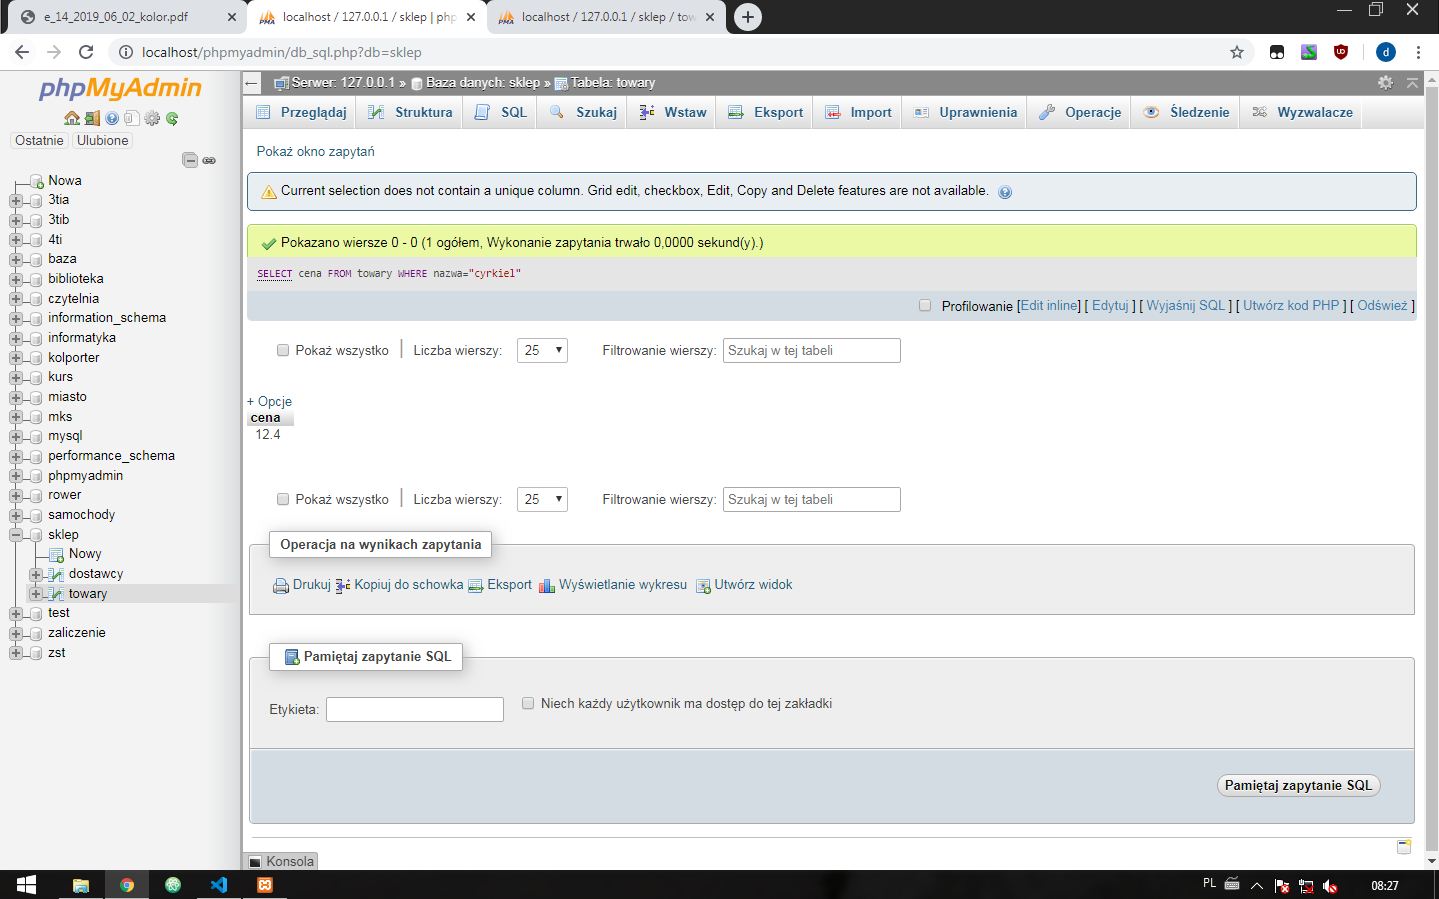 e_14_2019_06_02_kolor.pdf
localhost / 127.0.0.1 / sklep | php
localhost / 127.0.0.1 / sklep / tow
localhost/phpmyadmin/db_sql.php?db=sklep
d
phpMyAdmin
Ostatnie
Ulubione
Nowa
3tia
3tib
4ti
baza
biblioteka
czytelnia
information_schema
informatyka
kolporter
kurs
miasto
mks
mysql
performance_schema
phpmyadmin
rower
samochody
sklep
Nowy
dostawcy
towary
test
zaliczenie
zst
Serwer: 127.0.0.1 » Baza danych: sklep » Tabela: towary
Przeglądaj Struktura SQL Szukaj Wstaw Eksport Import Uprawnienia Operacje Śledzenie Wyzwalacze
Pokaż okno zapytań
Current selection does not contain a unique column. Grid edit, checkbox, Edit, Copy and Delete features are not available.
Pokazano wiersze 0 - 0 (1 ogółem, Wykonanie zapytania trwało 0,0000 sekund(y).)
SELECT cena FROM towary WHERE nazwa="cyrkiel"
Profilowanie [Edit inline] [ Edytuj ] [ Wyjaśnij SQL ] [ Utwórz kod PHP ] [ Odśwież ]
Pokaż wszystko | Liczba wierszy: 25 Filtrowanie wierszy: Szukaj w tej tabeli
+ Opcje
cena
12.4
Pokaż wszystko | Liczba wierszy: 25 Filtrowanie wierszy: Szukaj w tej tabeli
Operacja na wynikach zapytania
Drukuj Kopiuj do schowka Eksport Wyświetlanie wykresu Utwórz widok
Pamiętaj zapytanie SQL
Etykieta: Niech każdy użytkownik ma dostęp do tej zakładki
Pamiętaj zapytanie SQL
Konsola
PL 08:27